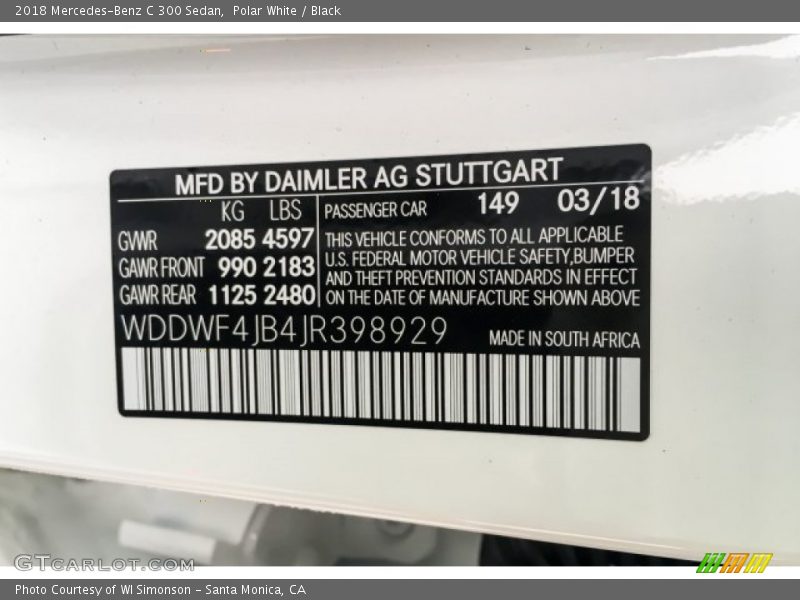 2018 Mercedes-Benz C 300 Sedan, Polar White / Black
MFD BY DAIMLER AG STUTTGART
KG LBS PASSENGER CAR 149 03/18
GVWR 2085 4597
GAWR FRONT 990 2183
GAWR REAR 1125 2480
THIS VEHICLE CONFORMS TO ALL APPLICABLE
U.S. FEDERAL MOTOR VEHICLE SAFETY,BUMPER
AND THEFT PREVENTION STANDARDS IN EFFECT
ON THE DATE OF MANUFACTURE SHOWN ABOVE
WDDWF4JB4JR398929 MADE IN SOUTH AFRICA
GTcarlot.com
Photo Courtesy of WI Simonson - Santa Monica, CA